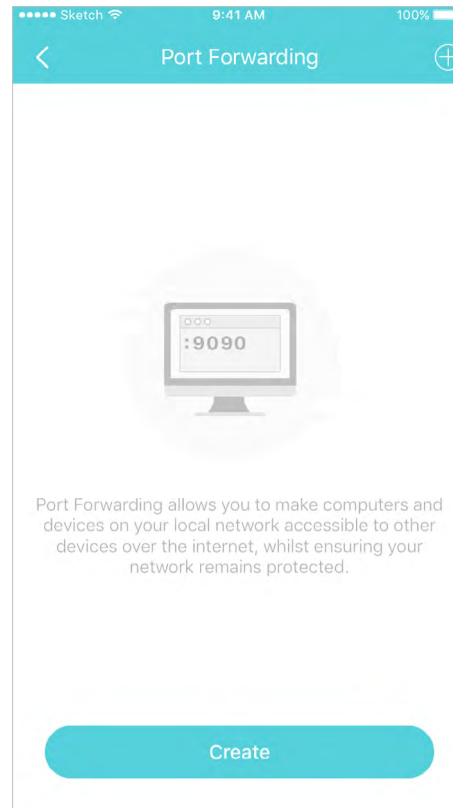 Sketch 9:41 AM 100%
Port Forwarding
:9090
Port Forwarding allows you to make computers and
devices on your local network accessible to other
devices over the internet, whilst ensuring your
network remains protected.
Create